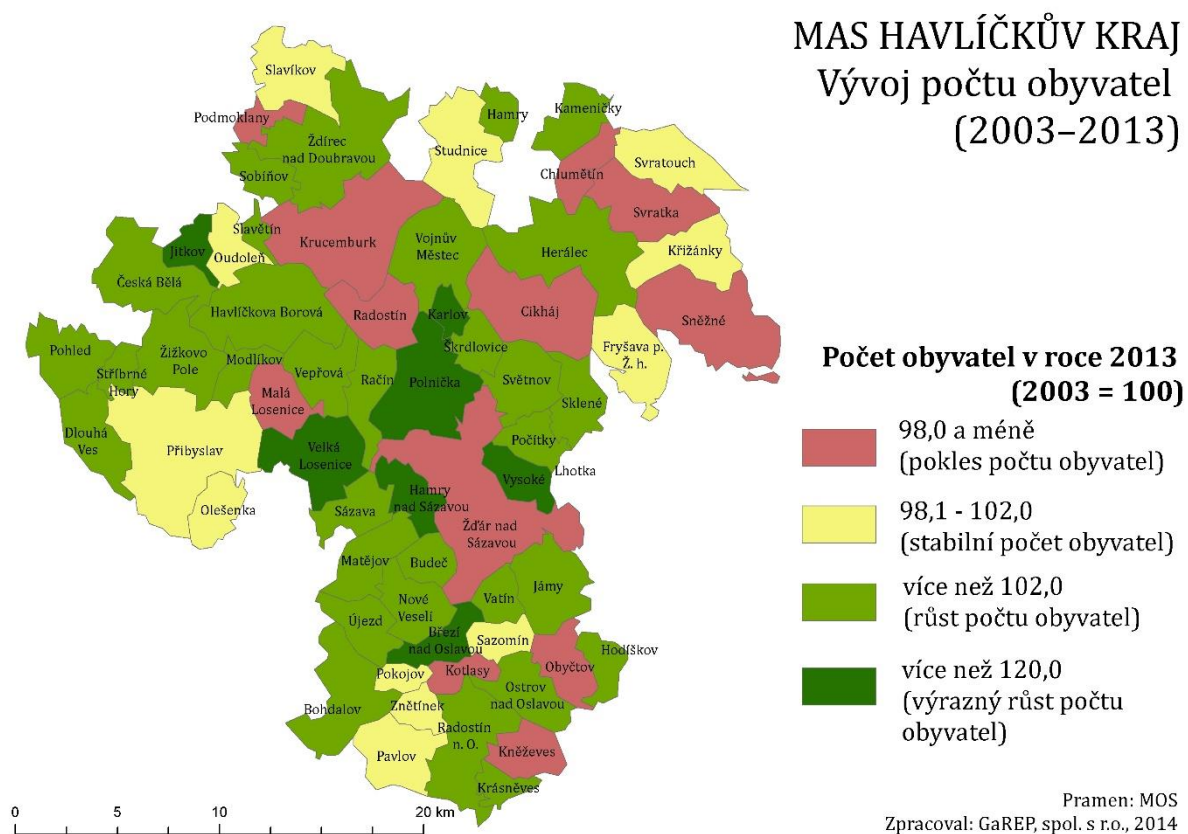 MAS HAVLÍČKŮV KRAJ
Vývoj počtu obyvatel
(2003–2013)
Slavíkov
Podmoklany
Ždírec
nad Doubravou
Sobíňov
Studnice
Hamry
Kameničky
Chlumětín
Svratouch
Svratka
Krucemburk
Slavětín
Jitkov
Oudoleň
Vojnův
Městec
Herálec
Křižánky
Česká Bělá
Havlíčkova Borová
Radostín
Karlov
Cikháj
Sněžné
Pohled
Stříbrné
Hory
Žižkovo
Pole
Modlíkov
Vepřová
Račín
Polnička
Škrdlovice
Světnov
Fryšava p.
Ž. h.
Malá
Losenice
Sklené
Dlouhá
Ves
Přibyslav
Velká
Losenice
Počítky
Vysoké
Lhotka
Olešenka
Sázava
Hamry
nad Sázavou
Žďár nad
Sázavou
Matějov
Budeč
Jámy
Nové
Veselí
Vatín
Újezd
Březí
nad Oslavou
Sazomín
Hodíškov
Pokojov
Kotlasy
Obyčtov
Bohdalov
Znětínek
Ostrov
nad Oslavou
Radostín
n. O.
Pavlov
Kněževes
Krásněves
Počet obyvatel v roce 2013
(2003 = 100)
98,0 a méně
(pokles počtu obyvatel)
98,1 - 102,0
(stabilní počet obyvatel)
více než 102,0
(růst počtu obyvatel)
více než 120,0
(výrazný růst počtu
obyvatel)
0 5 10 20 km
Pramen: MOS
Zpracoval: GaREP, spol. s r.o., 2014